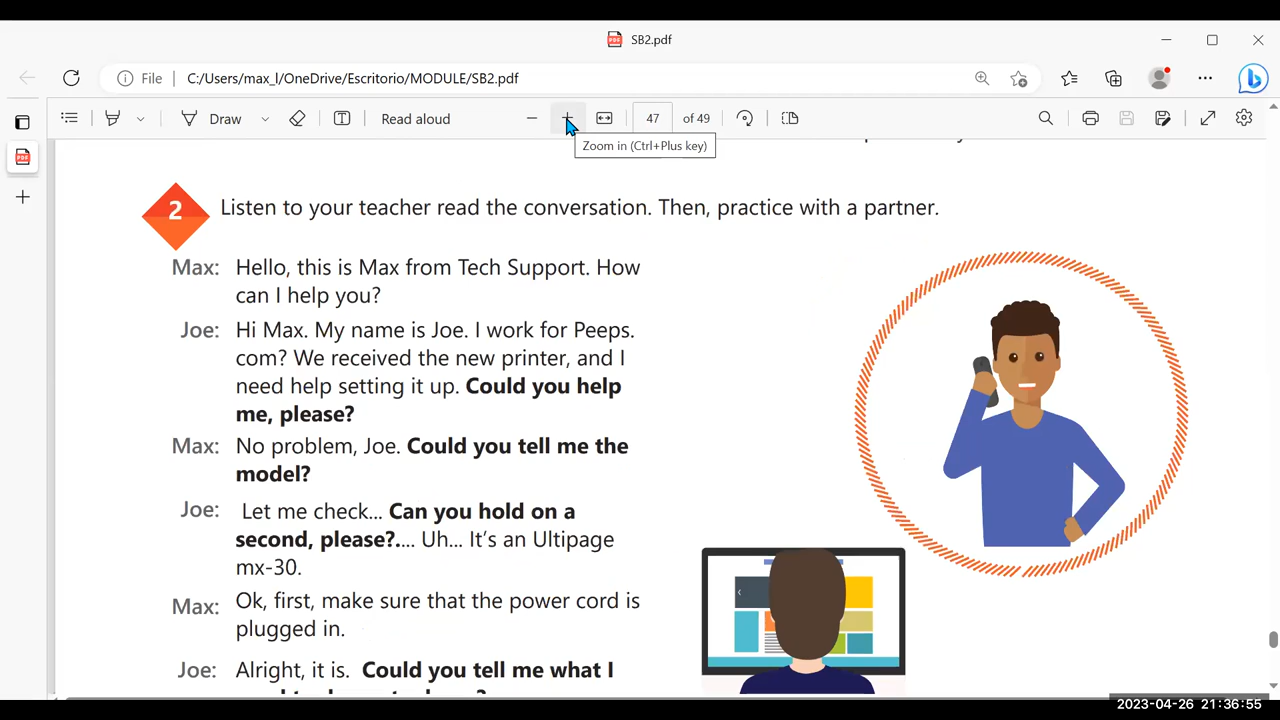 SB2.pdf
File
C:/Users/max_l/OneDrive/Escritorio/MODULE/SB2.pdf
Draw
Read aloud
47
of 49
Zoom in (Ctrl+Plus key)
2
Listen to your teacher read the conversation. Then, practice with a partner.
Max: Hello, this is Max from Tech Support. How
can I help you?
Joe: Hi Max. My name is Joe. I work for Peeps.
com? We received the new printer, and I
need help setting it up. Could you help
me, please?
Max: No problem, Joe. Could you tell me the
model?
Joe: Let me check... Can you hold on a
second, please?.... Uh... It's an Ultipage
mx-30.
Max: Ok, first, make sure that the power cord is
plugged in.
Joe: Alright, it is. Could you tell me what I
2023-04-26 21:36:55